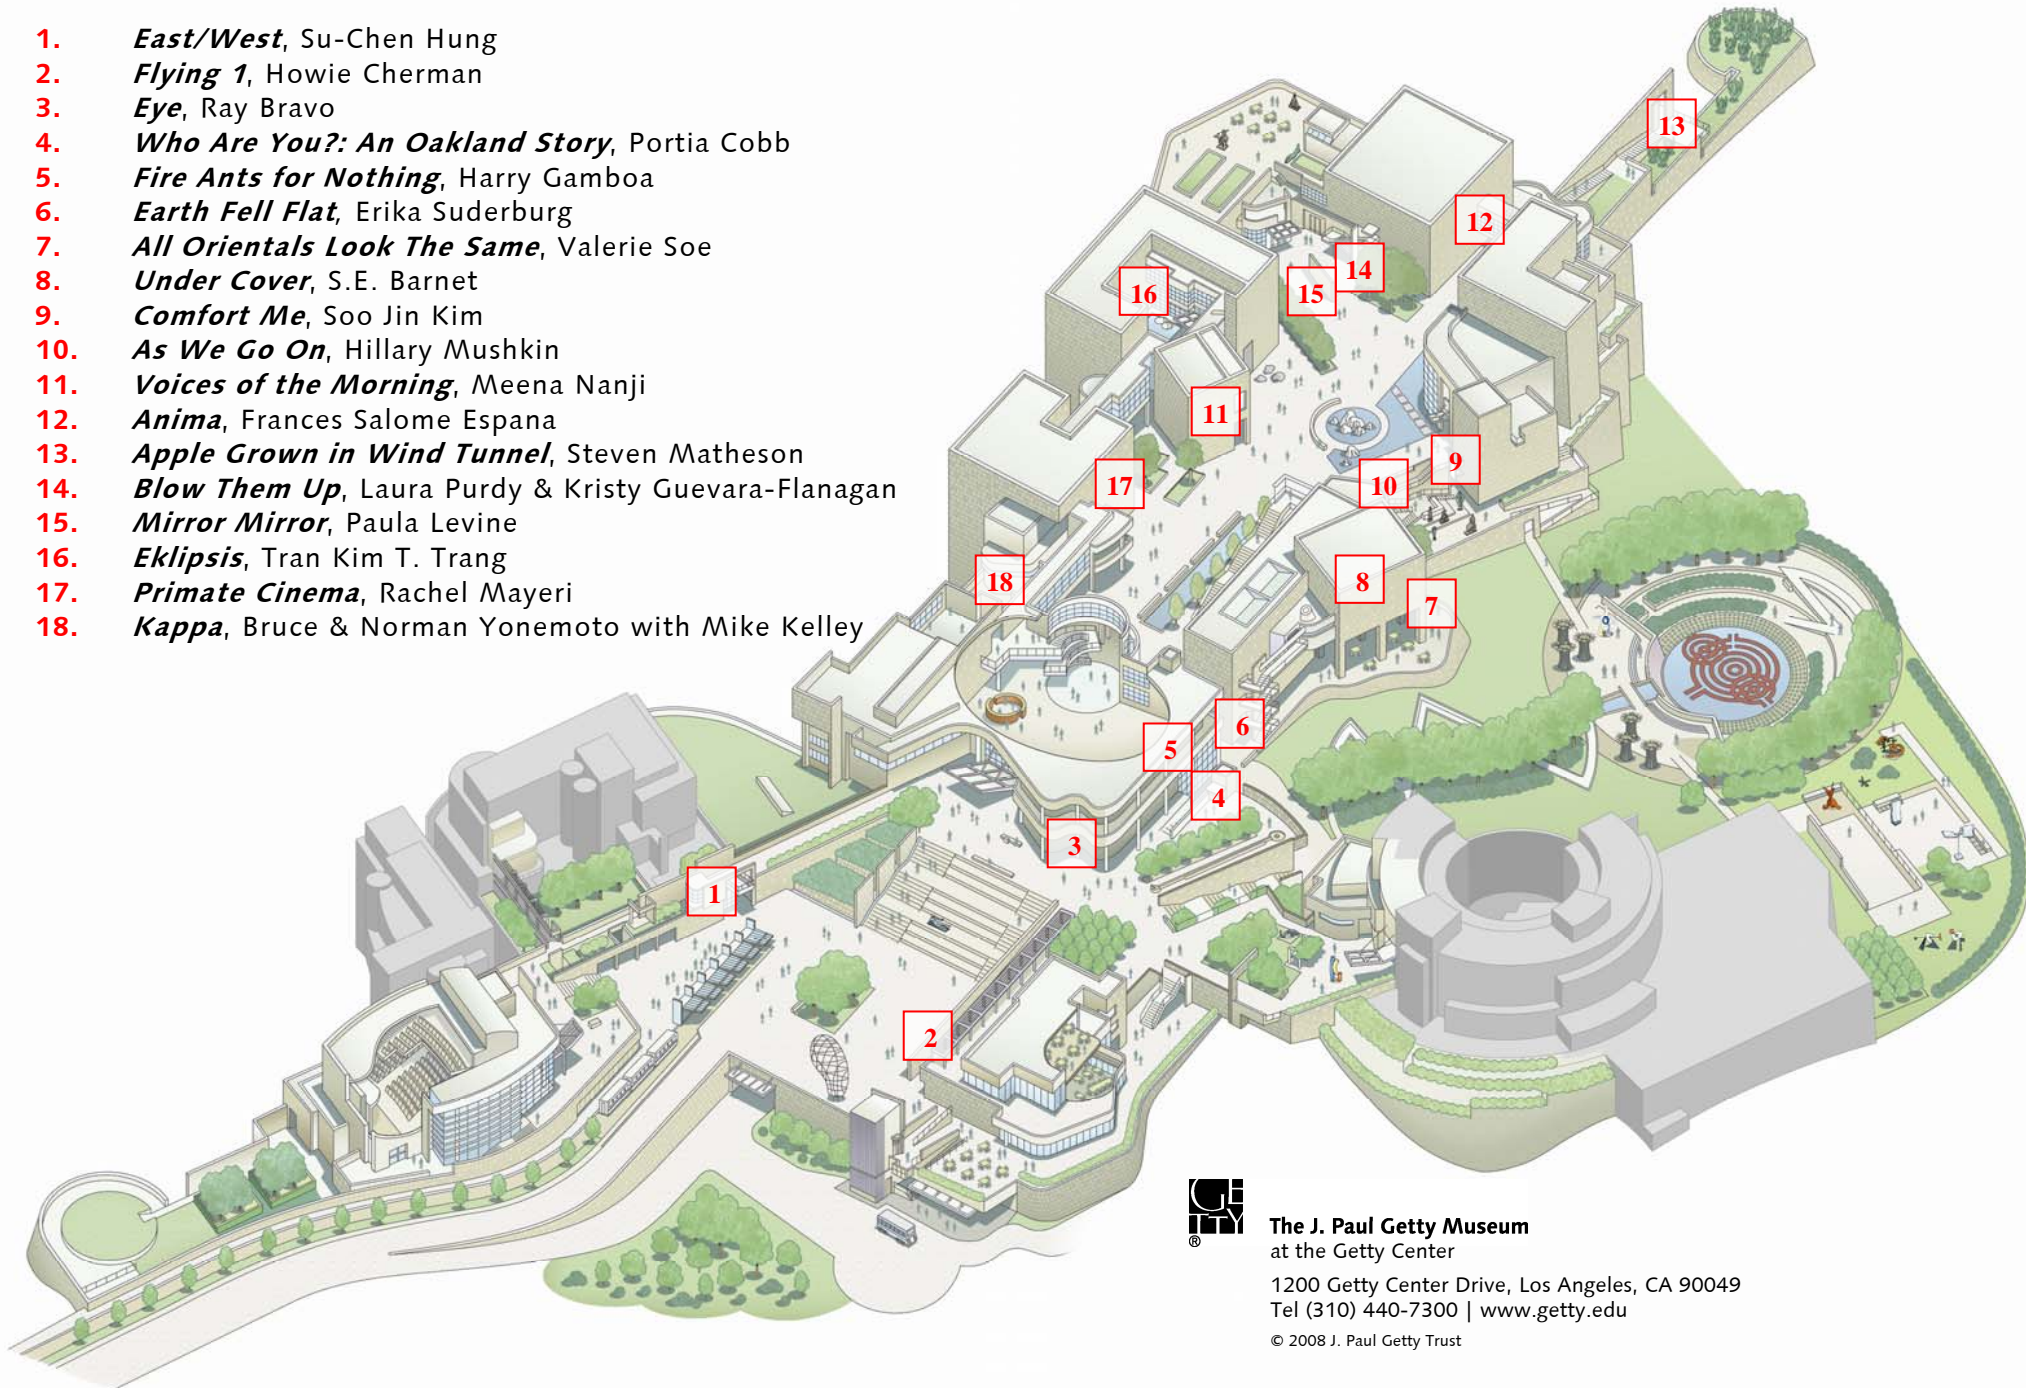 1. East/West, Su-Chen Hung
2. Flying 1, Howie Cherman
3. Eye, Ray Bravo
4. Who Are You?: An Oakland Story, Portia Cobb
5. Fire Ants for Nothing, Harry Gamboa
6. Earth Fell Flat, Erika Suderburg
7. All Orientals Look The Same, Valerie Soe
8. Under Cover, S.E. Barnet
9. Comfort Me, Soo Jin Kim
10. As We Go On, Hillary Mushkin
11. Voices of the Morning, Meena Nanji
12. Anima, Frances Salome Espana
13. Apple Grown in Wind Tunnel, Steven Matheson
14. Blow Them Up, Laura Purdy & Kristy Guevara-Flanagan
15. Mirror Mirror, Paula Levine
16. Eklipsis, Tran Kim T. Trang
17. Primate Cinema, Rachel Mayeri
18. Kappa, Bruce & Norman Yonemoto with Mike Kelley
13
12
14
15
16
11
9
10
17
8
18
7
6
5
4
3
1
2
GETTY
®
The J. Paul Getty Museum
at the Getty Center
1200 Getty Center Drive, Los Angeles, CA 90049
Tel (310) 440-7300 | www.getty.edu
© 2008 J. Paul Getty Trust